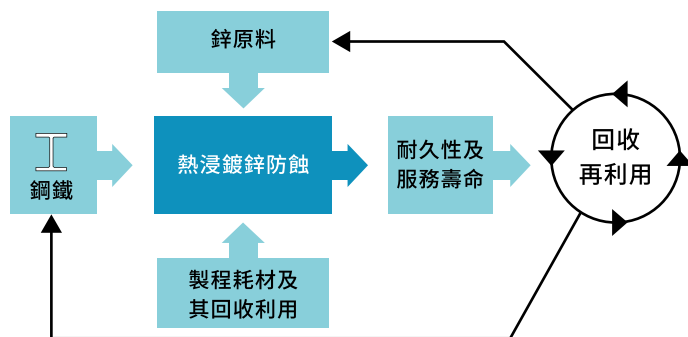 鋅原料
鋼鐵
熱浸鍍鋅防蝕
耐久性及
服務壽命
回收
再利用
製程耗材及
其回收利用